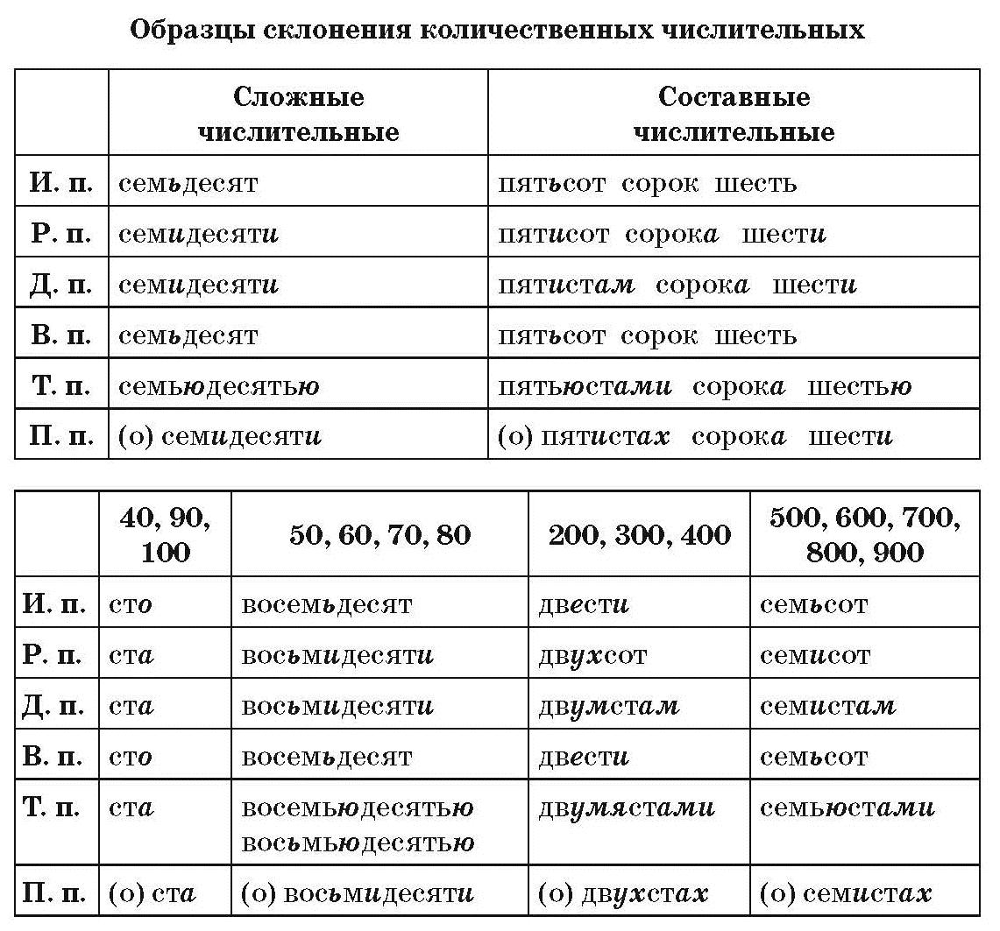 Образцы склонения количественных числительных
Сложные числительные Составные числительные
И. п. семьдесят пятьсот сорок шесть
Р. п. семидесяти пятисот сорока шести
Д. п. семидесяти пятистам сорока шести
В. п. семьдесят пятьсот сорок шесть
Т. п. семьюдесятью пятьюстами сорока шестью
П. п. (о) семидесяти (о) пятистах сорока шести
40, 90, 100 50, 60, 70, 80 200, 300, 400 500, 600, 700, 800, 900
И. п. сто восемьдесят двести семьсот
Р. п. ста восьмидесяти двухсот семисот
Д. п. ста восьмидесяти двумстам семистам
В. п. сто восемьдесят двести семьсот
Т. п. ста восемьюдесятью двумястами семьюстами
восьмьюдесятью
П. п. (о) ста (о) восьмидесяти (о) двухстах (о) семистах